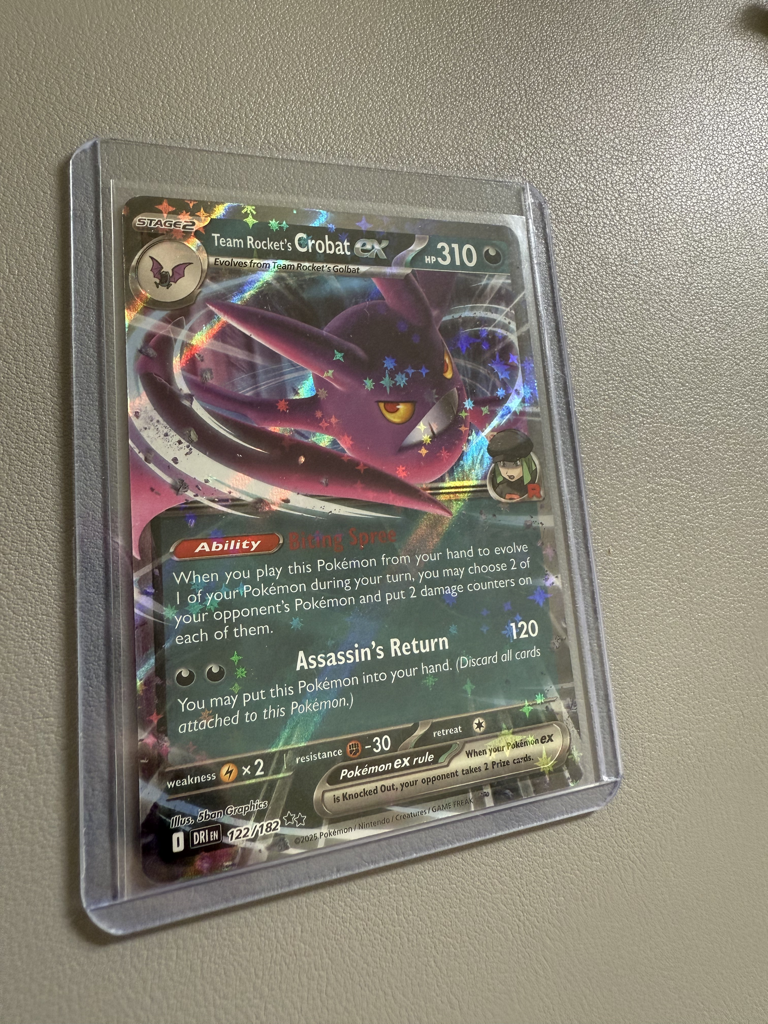 STAGE2
Team Rocket's Crobat ex
HP 310
Evolves from Team Rocket's Golbat
R
Ability Biting Spree
When you play this Pokémon from your hand to evolve
1 of your Pokémon during your turn, you may choose 2 of
your opponent's Pokémon and put 2 damage counters on
each of them.
Assassin's Return 120
You may put this Pokémon into your hand. (Discard all cards
attached to this Pokémon.)
weakness ×2 resistance -30 retreat
Pokémon ex rule When your Pokémon ex
is Knocked Out, your opponent takes 2 Prize cards.
Illus. 5ban Graphics
I DRI EN 122/182
©2025 Pokémon / Nintendo / Creatures / GAME FREAK